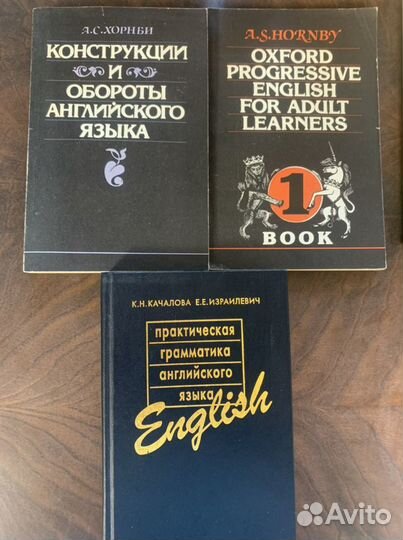 А.С.ХОРНБИ
КОНСТРУКЦИИ
И
ОБОРОТЫ
АНГЛИЙСКОГО
ЯЗЫКА
A.S.HORNBY
OXFORD
PROGRESSIVE
ENGLISH
FOR ADULT
LEARNERS
1
BOOK
К.Н.КАЧАЛОВА Е.Е.ИЗРАИЛЕВИЧ
практическая
грамматика
английского
языка
English
Avito